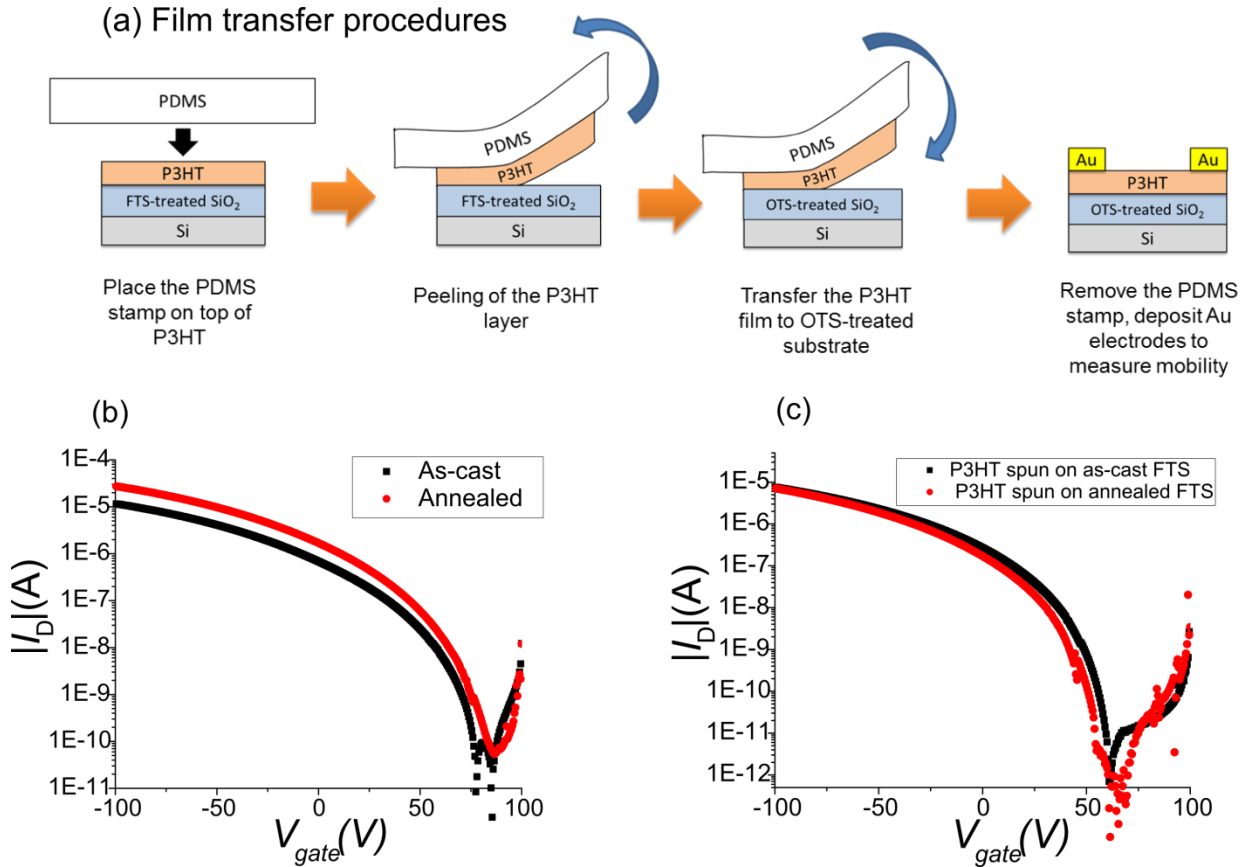 (a) Film transfer procedures
PDMS
P3HT
FTS-treated SiO₂
Si
Place the PDMS
stamp on top of
P3HT
PDMS
P3HT
FTS-treated SiO₂
Si
Peeling of the P3HT
layer
PDMS
P3HT
OTS-treated SiO₂
Si
Transfer the P3HT
film to OTS-treated
substrate
Au
Au
P3HT
OTS-treated SiO₂
Si
Remove the PDMS
stamp, deposit Au
electrodes to
measure mobility
(b)
As-cast
Annealed
|I_D|(A)
1E-4
1E-5
1E-6
1E-7
1E-8
1E-9
1E-10
1E-11
-100
-50
0
50
100
V_gate(V)
(c)
P3HT spun on as-cast FTS
P3HT spun on annealed FTS
|I_D|(A)
1E-5
1E-6
1E-7
1E-8
1E-9
1E-10
1E-11
1E-12
-100
-50
0
50
100
V_gate(V)